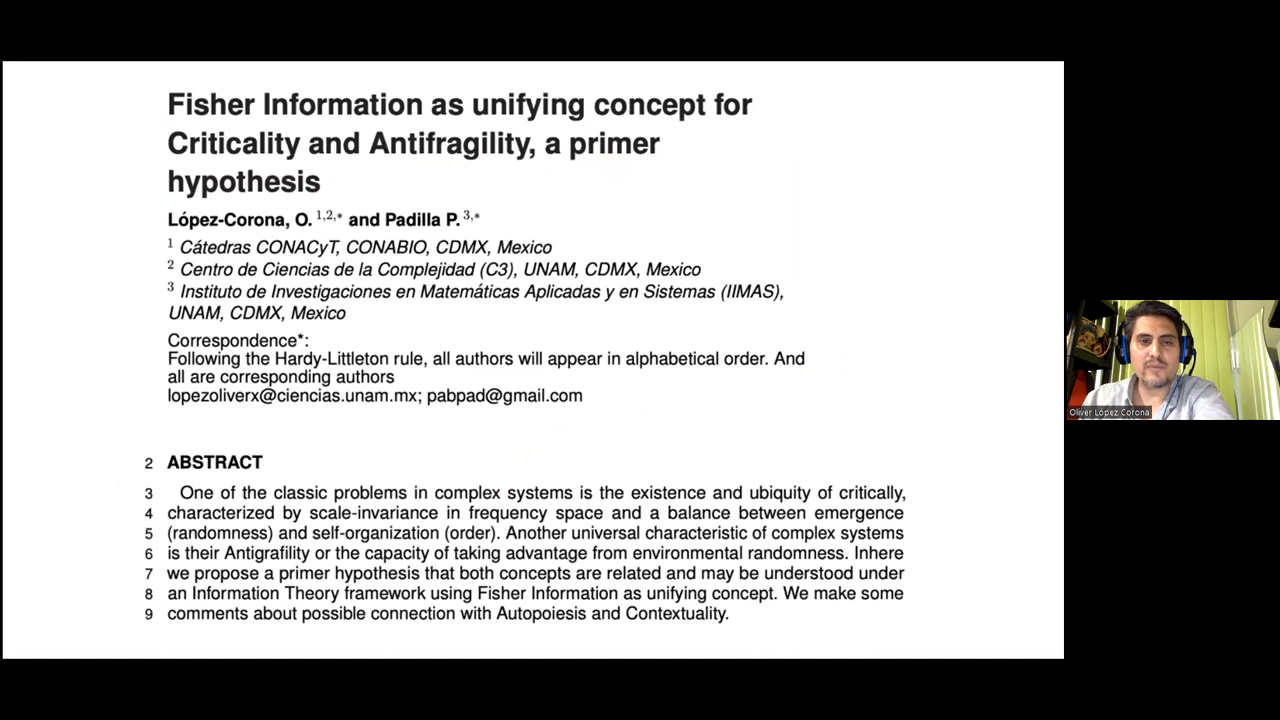 Fisher Information as unifying concept for
Criticality and Antifragility, a primer
hypothesis
López-Corona, O. 1,2,* and Padilla P. 3,*
1 Cátedras CONACyT, CONABIO, CDMX, Mexico
2 Centro de Ciencias de la Complejidad (C3), UNAM, CDMX, Mexico
3 Instituto de Investigaciones en Matemáticas Aplicadas y en Sistemas (IIMAS),
UNAM, CDMX, Mexico
Correspondence*:
Following the Hardy-Littleton rule, all authors will appear in alphabetical order. And
all are corresponding authors
lopezoliverx@ciencias.unam.mx; pabpad@gmail.com
2 ABSTRACT
3 One of the classic problems in complex systems is the existence and ubiquity of critically,
4 characterized by scale-invariance in frequency space and a balance between emergence
5 (randomness) and self-organization (order). Another universal characteristic of complex systems
6 is their Antigrafility or the capacity of taking advantage from environmental randomness. Inhere
7 we propose a primer hypothesis that both concepts are related and may be understood under
8 an Information Theory framework using Fisher Information as unifying concept. We make some
9 comments about possible connection with Autopoiesis and Contextuality.
Oliver López Corona